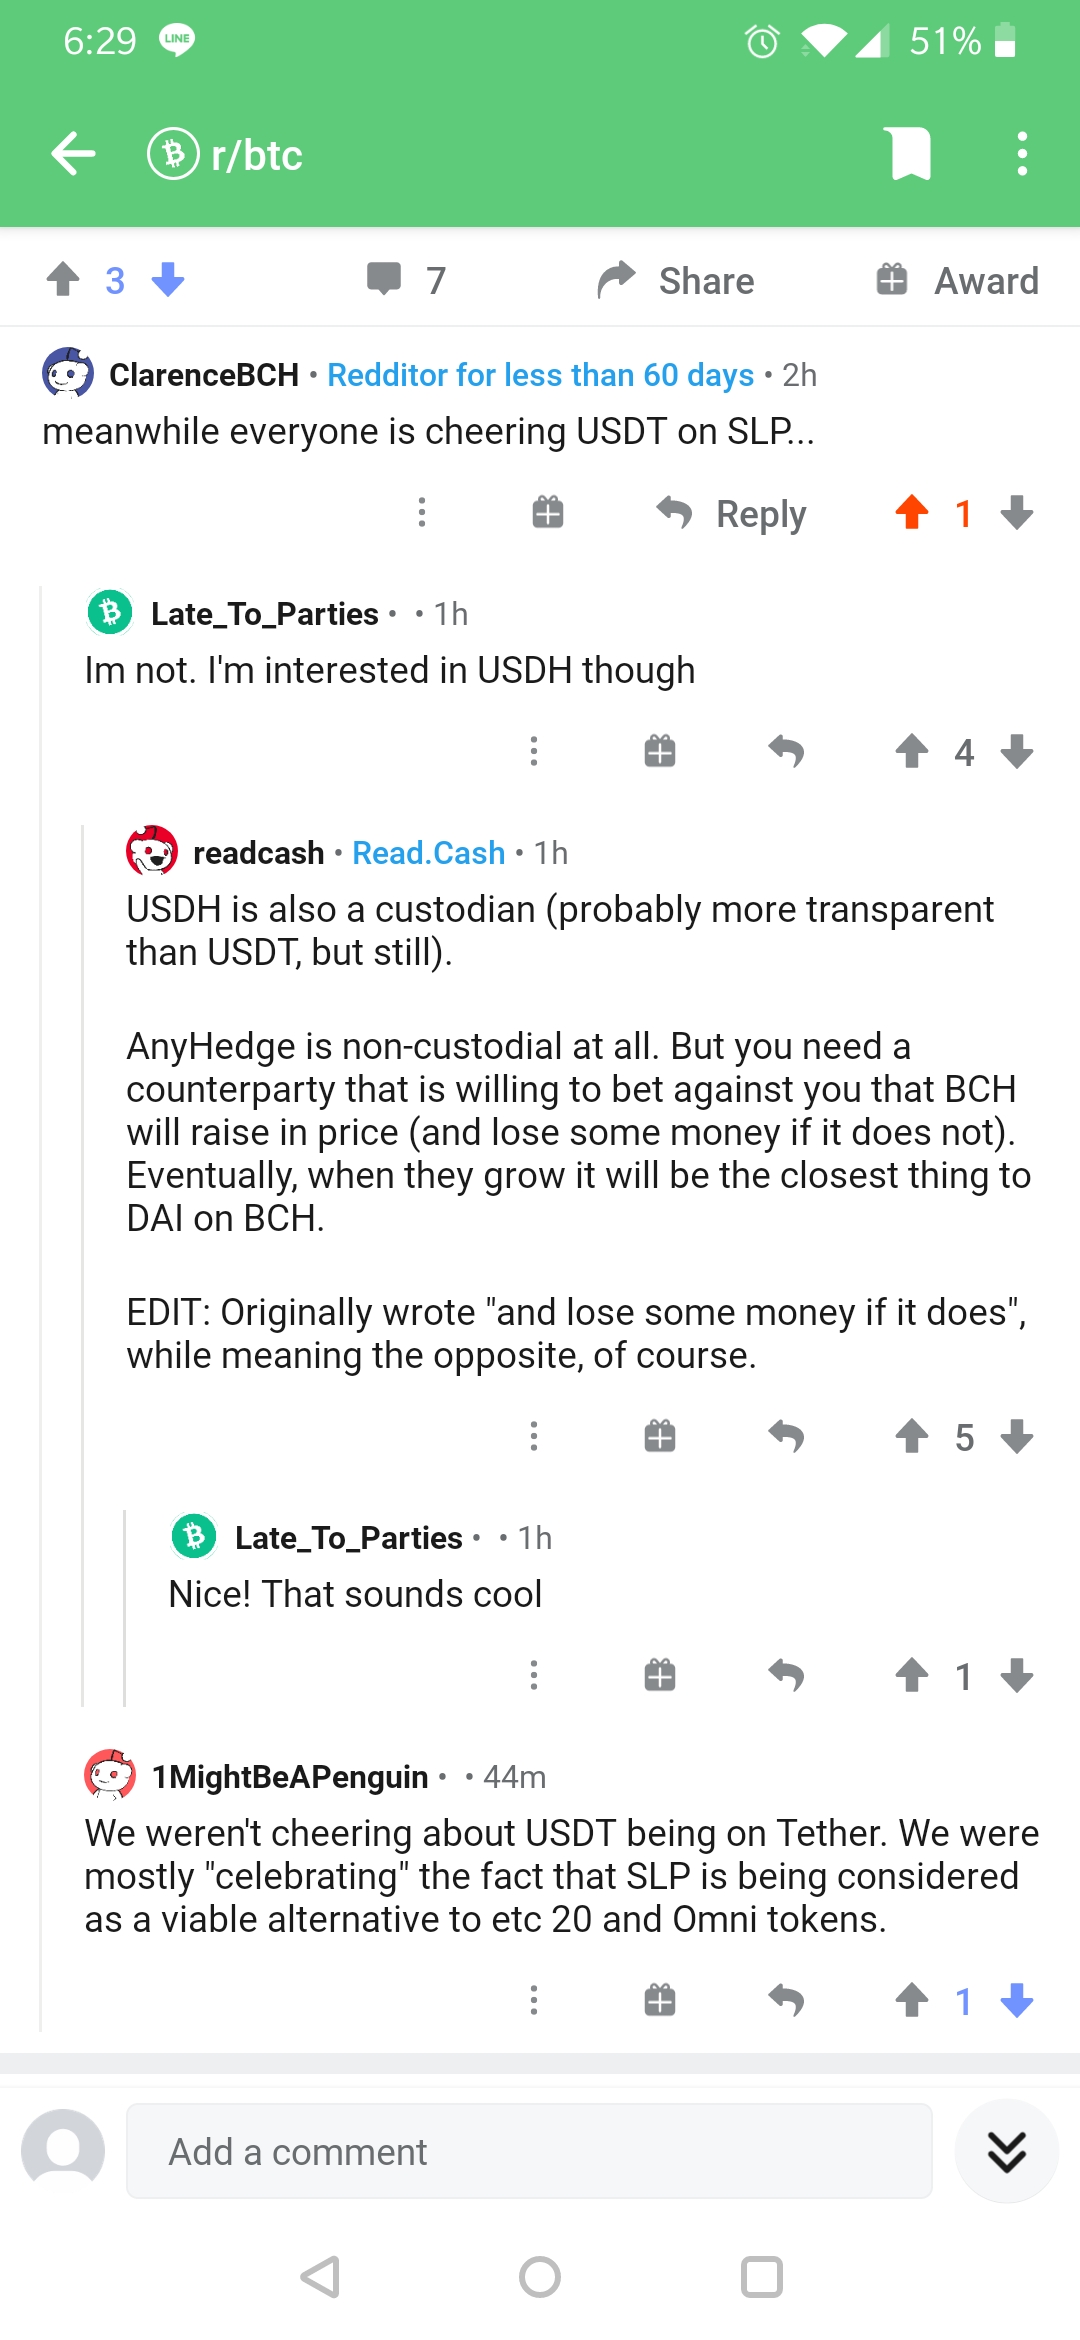 6:29 LINE 51%
r/btc
3 7 Share Award
ClarenceBCH • Redditor for less than 60 days • 2h
meanwhile everyone is cheering USDT on SLP...
Reply 1
Late_To_Parties • • 1h
Im not. I'm interested in USDH though
4
readcash • Read.Cash • 1h
USDH is also a custodian (probably more transparent
than USDT, but still).
AnyHedge is non-custodial at all. But you need a
counterparty that is willing to bet against you that BCH
will raise in price (and lose some money if it does not).
Eventually, when they grow it will be the closest thing to
DAI on BCH.
EDIT: Originally wrote "and lose some money if it does",
while meaning the opposite, of course.
5
Late_To_Parties • • 1h
Nice! That sounds cool
1
1MightBeAPenguin • • 44m
We weren't cheering about USDT being on Tether. We were
mostly "celebrating" the fact that SLP is being considered
as a viable alternative to etc 20 and Omni tokens.
1
Add a comment